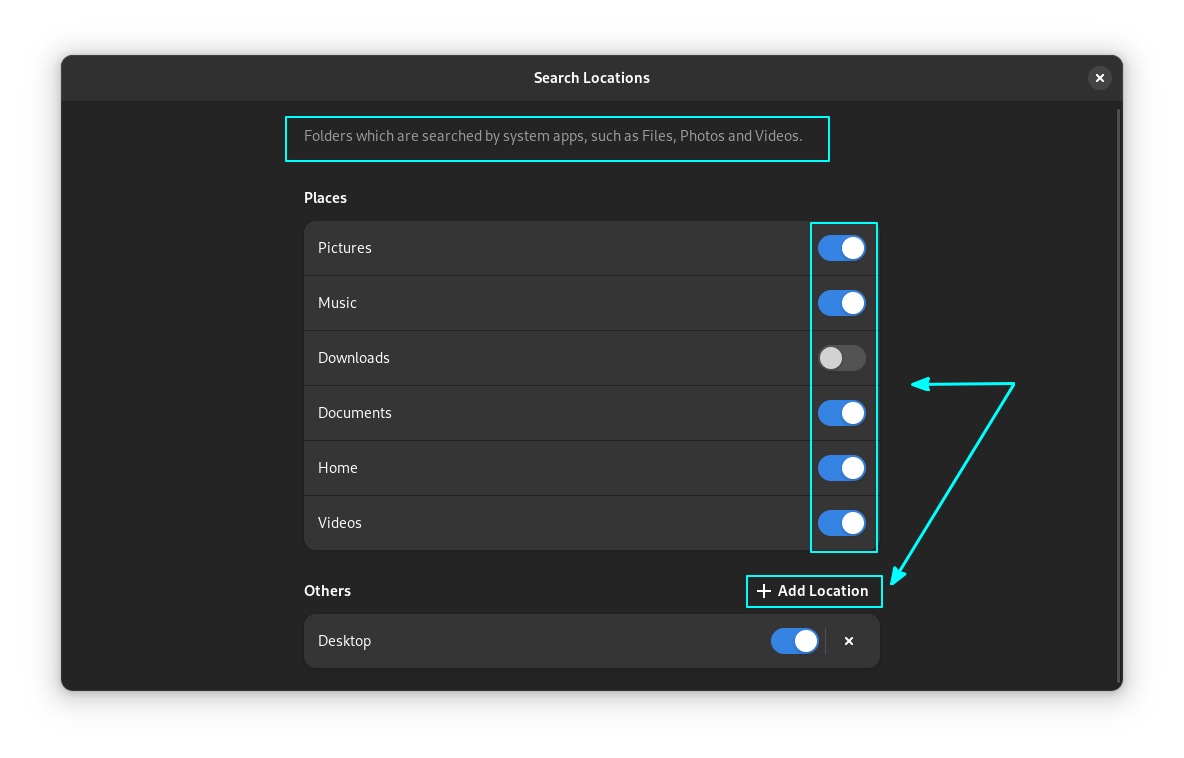 Search Locations
Folders which are searched by system apps, such as Files, Photos and Videos.
Places
Pictures
Music
Downloads
Documents
Home
Videos
Others
Add Location
Desktop